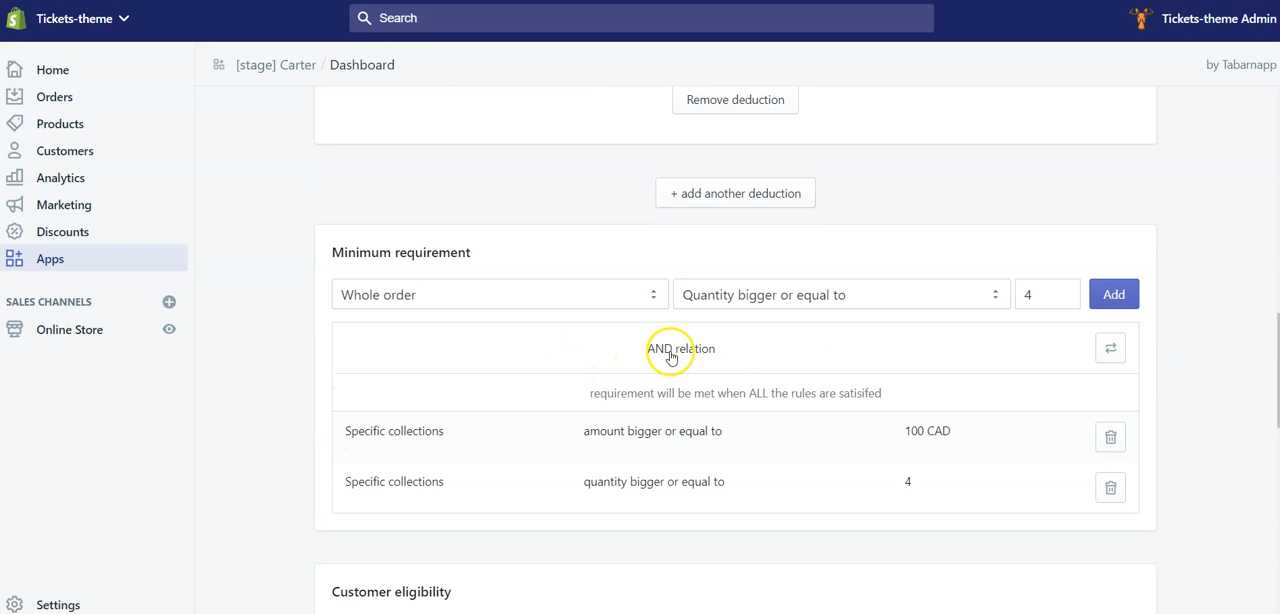 Tickets-theme
Search
Tickets-theme Admin
[stage] Carter / Dashboard
by Tabarnapp
Home
Orders
Products
Customers
Analytics
Marketing
Discounts
Apps
SALES CHANNELS
Online Store
Settings
Remove deduction
+ add another deduction
Minimum requirement
Whole order
Quantity bigger or equal to
4
Add
AND relation
requirement will be met when ALL the rules are satisifed
Specific collections amount bigger or equal to 100 CAD
Specific collections quantity bigger or equal to 4
Customer eligibility